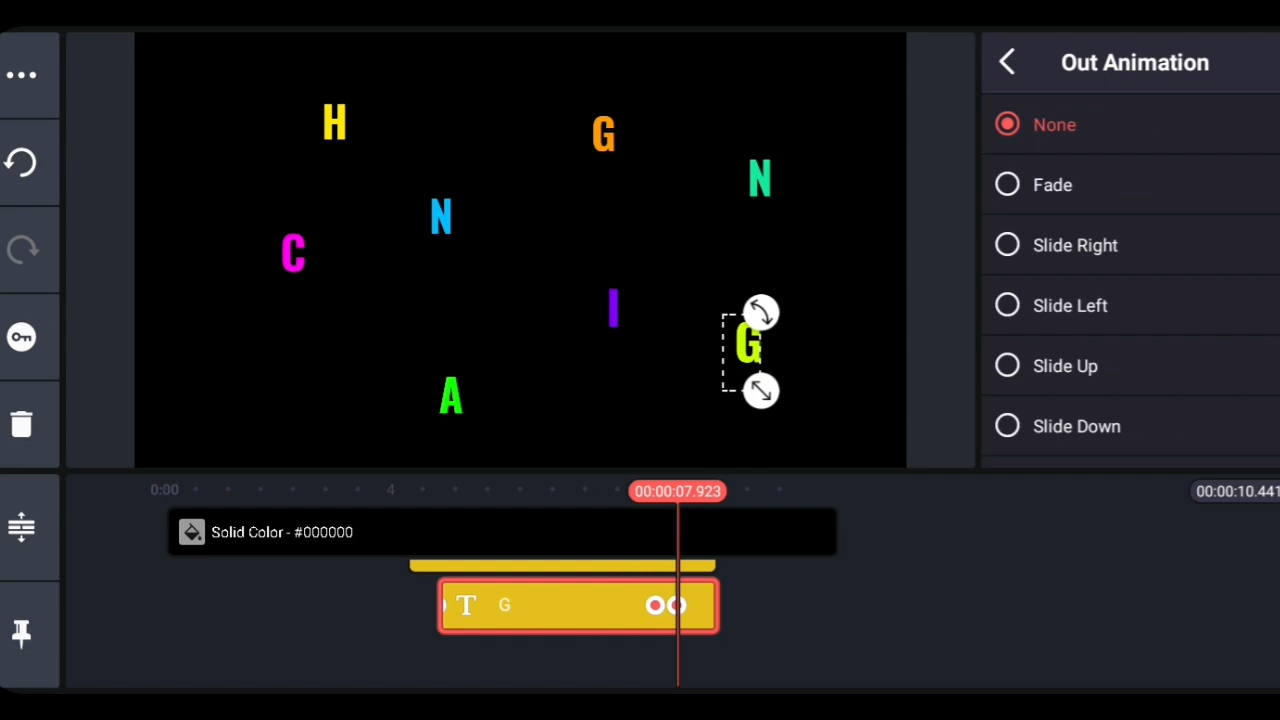 Out Animation
H
G
None
N
Fade
N
C
Slide Right
I
Slide Left
G
Slide Up
A
Slide Down
0:00
4
00:00:07.923
00:00:10.441
Solid Color - #000000
T G